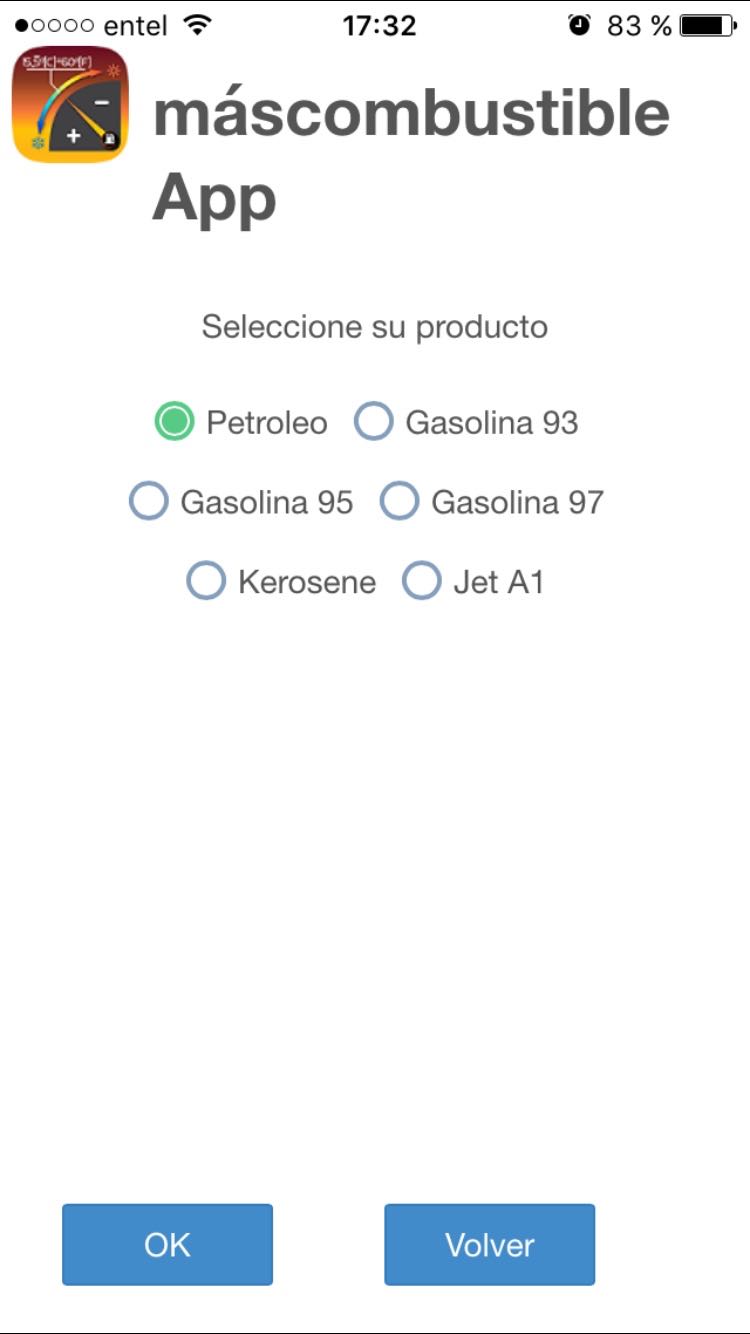 entel 17:32 83 %
15,5[C]=60[F]
máscombustible
App
Seleccione su producto
Petroleo Gasolina 93
Gasolina 95 Gasolina 97
Kerosene Jet A1
OK Volver